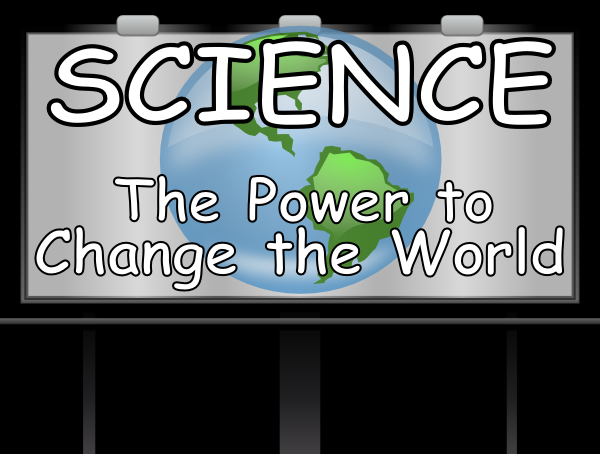 SCIENCE
The Power to
Change the World